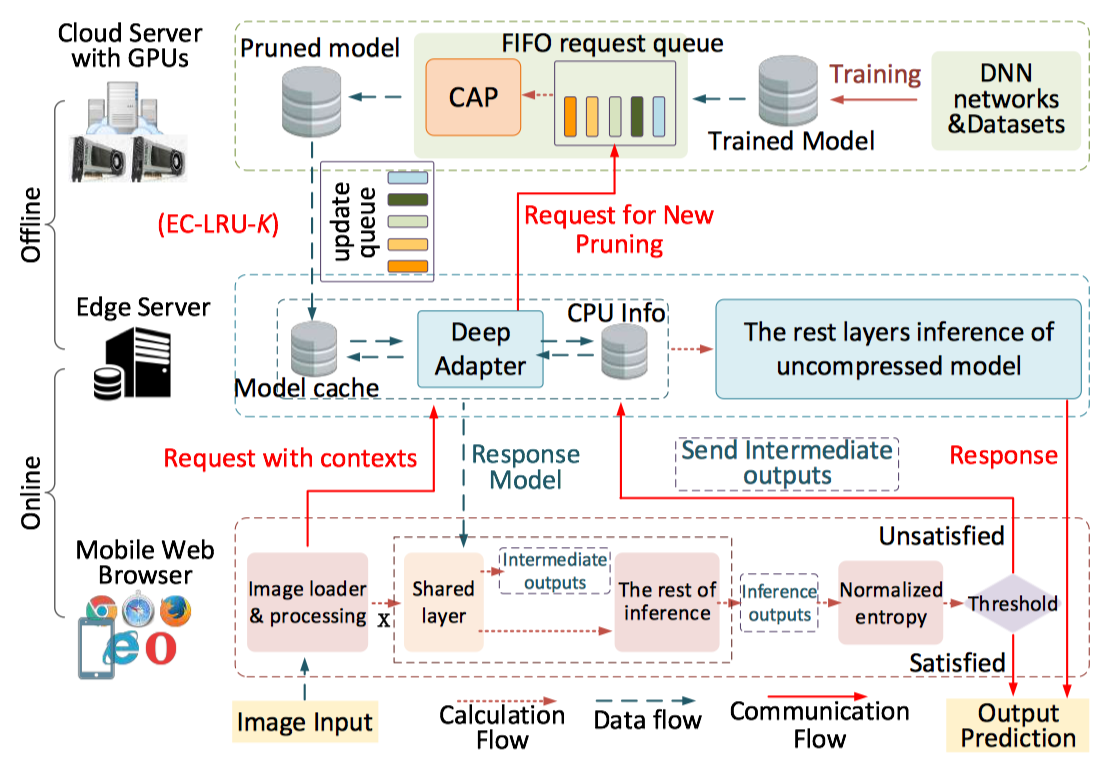 Cloud Server
with GPUs
Pruned model
FIFO request queue
CAP
Training
Trained Model
DNN
networks
&Datasets
Offline
(EC-LRU-K)
update
queue
Request for New
Pruning
Edge Server
Model cache
Deep
Adapter
CPU Info
The rest layers inference of
uncompressed model
Request with contexts
Response
Model
Send Intermediate
outputs
Response
Online
Mobile Web
Browser
Image loader
& processing
x
Shared
layer
Intermediate
outputs
The rest of
inference
Inference
outputs
Normalized
entropy
Unsatisfied
Threshold
Satisfied
Image Input
Calculation
Flow
Data flow
Communication
Flow
Output
Prediction